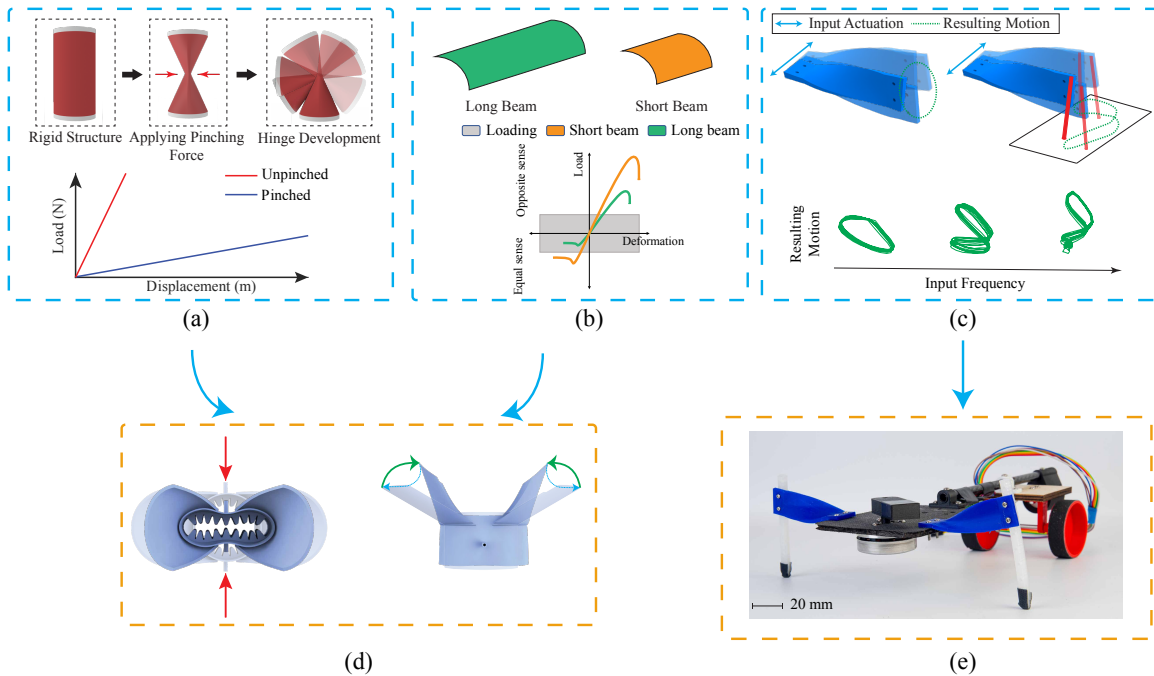 Rigid Structure
Applying Pinching
Force
Hinge Development
Unpinched
Pinched
Load (N)
Displacement (m)
(a)
Long Beam
Short Beam
Loading
Short beam
Long beam
Opposite sense
Equal sense
Load
Deformation
(b)
Input Actuation
Resulting Motion
Resulting
Motion
Input Frequency
(c)
(d)
20 mm
(e)